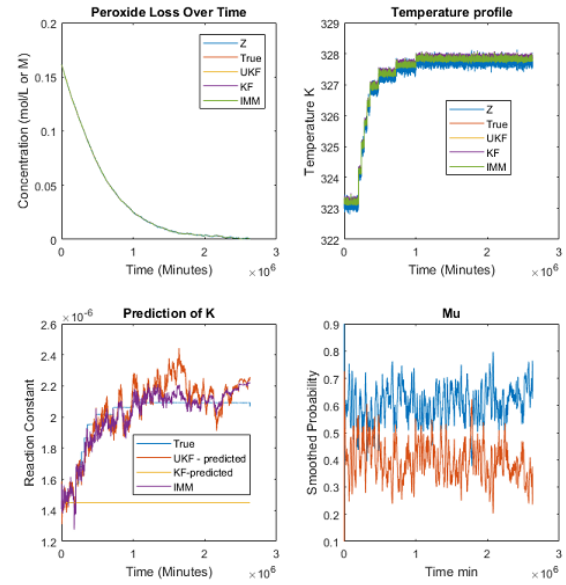 Peroxide Loss Over Time
Concentration (mol/L or M)
0.2
0.15
0.1
0.05
0
0 1 2 3
Time (Minutes)
× 10^6
Z
True
UKF
KF
IMM
Temperature profile
Temperature K
329
328
327
326
325
324
323
322
0 1 2 3
Time (Minutes)
× 10^6
Z
True
UKF
KF
IMM
Prediction of K
× 10^-6
Reaction Constant
2.6
2.4
2.2
2
1.8
1.6
1.4
1.2
0 1 2 3
Time (Minutes)
× 10^6
True
UKF - predicted
KF-predicted
IMM
Mu
Smoothed Probability
0.9
0.8
0.7
0.6
0.5
0.4
0.3
0.2
0.1
0 1 2 3
Time min
× 10^6